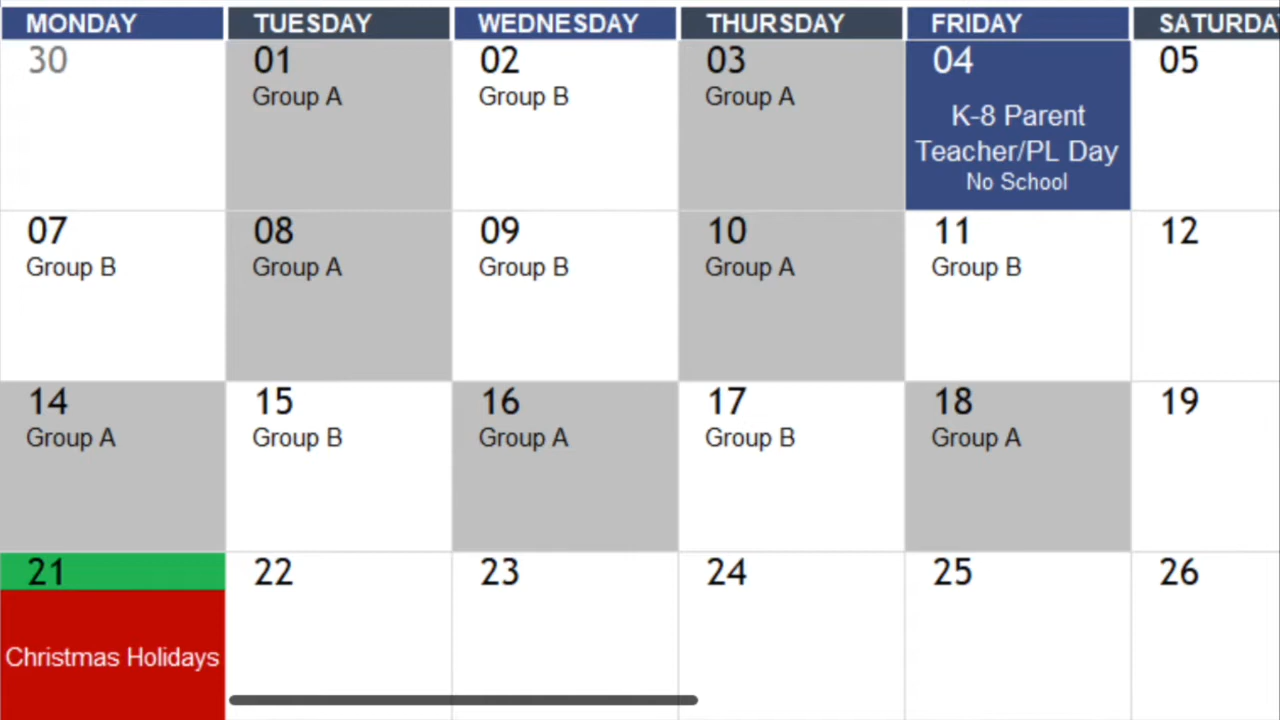 MONDAY TUESDAY WEDNESDAY THURSDAY FRIDAY SATURDA
30 01 02 03 04 05
Group A Group B Group A
K-8 Parent
Teacher/PL Day
No School
07 08 09 10 11 12
Group B Group A Group B Group A Group B
14 15 16 17 18 19
Group A Group B Group A Group B Group A
21 22 23 24 25 26
Christmas Holidays